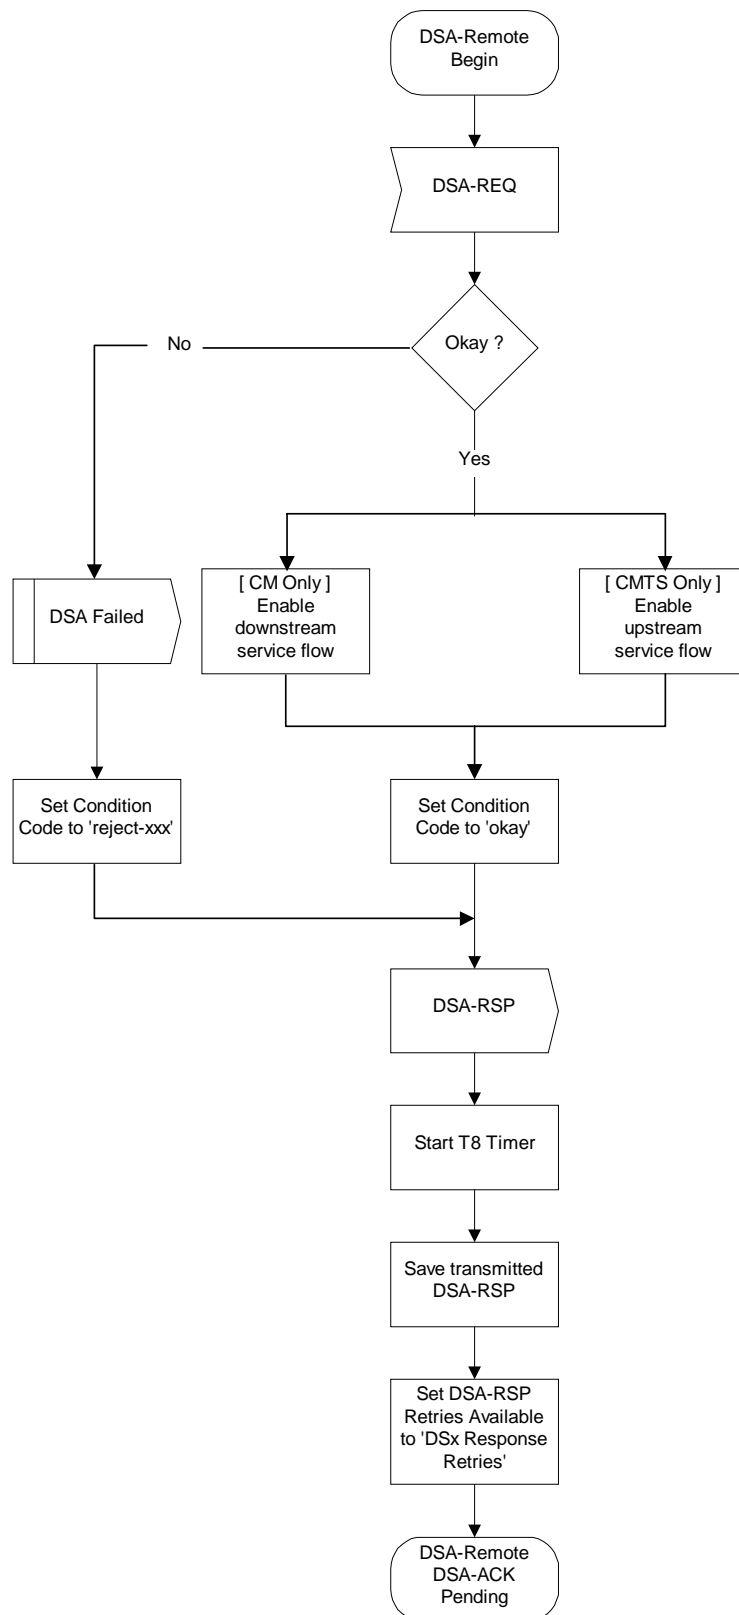 DSA-Remote
Begin
DSA-REQ
Okay ?
No
Yes
DSA Failed
[ CM Only ]
Enable
downstream
service flow
[ CMTS Only ]
Enable
upstream
service flow
Set Condition
Code to 'reject-xxx'
Set Condition
Code to 'okay'
DSA-RSP
Start T8 Timer
Save transmitted
DSA-RSP
Set DSA-RSP
Retries Available
to 'DSx Response
Retries'
DSA-Remote
DSA-ACK
Pending